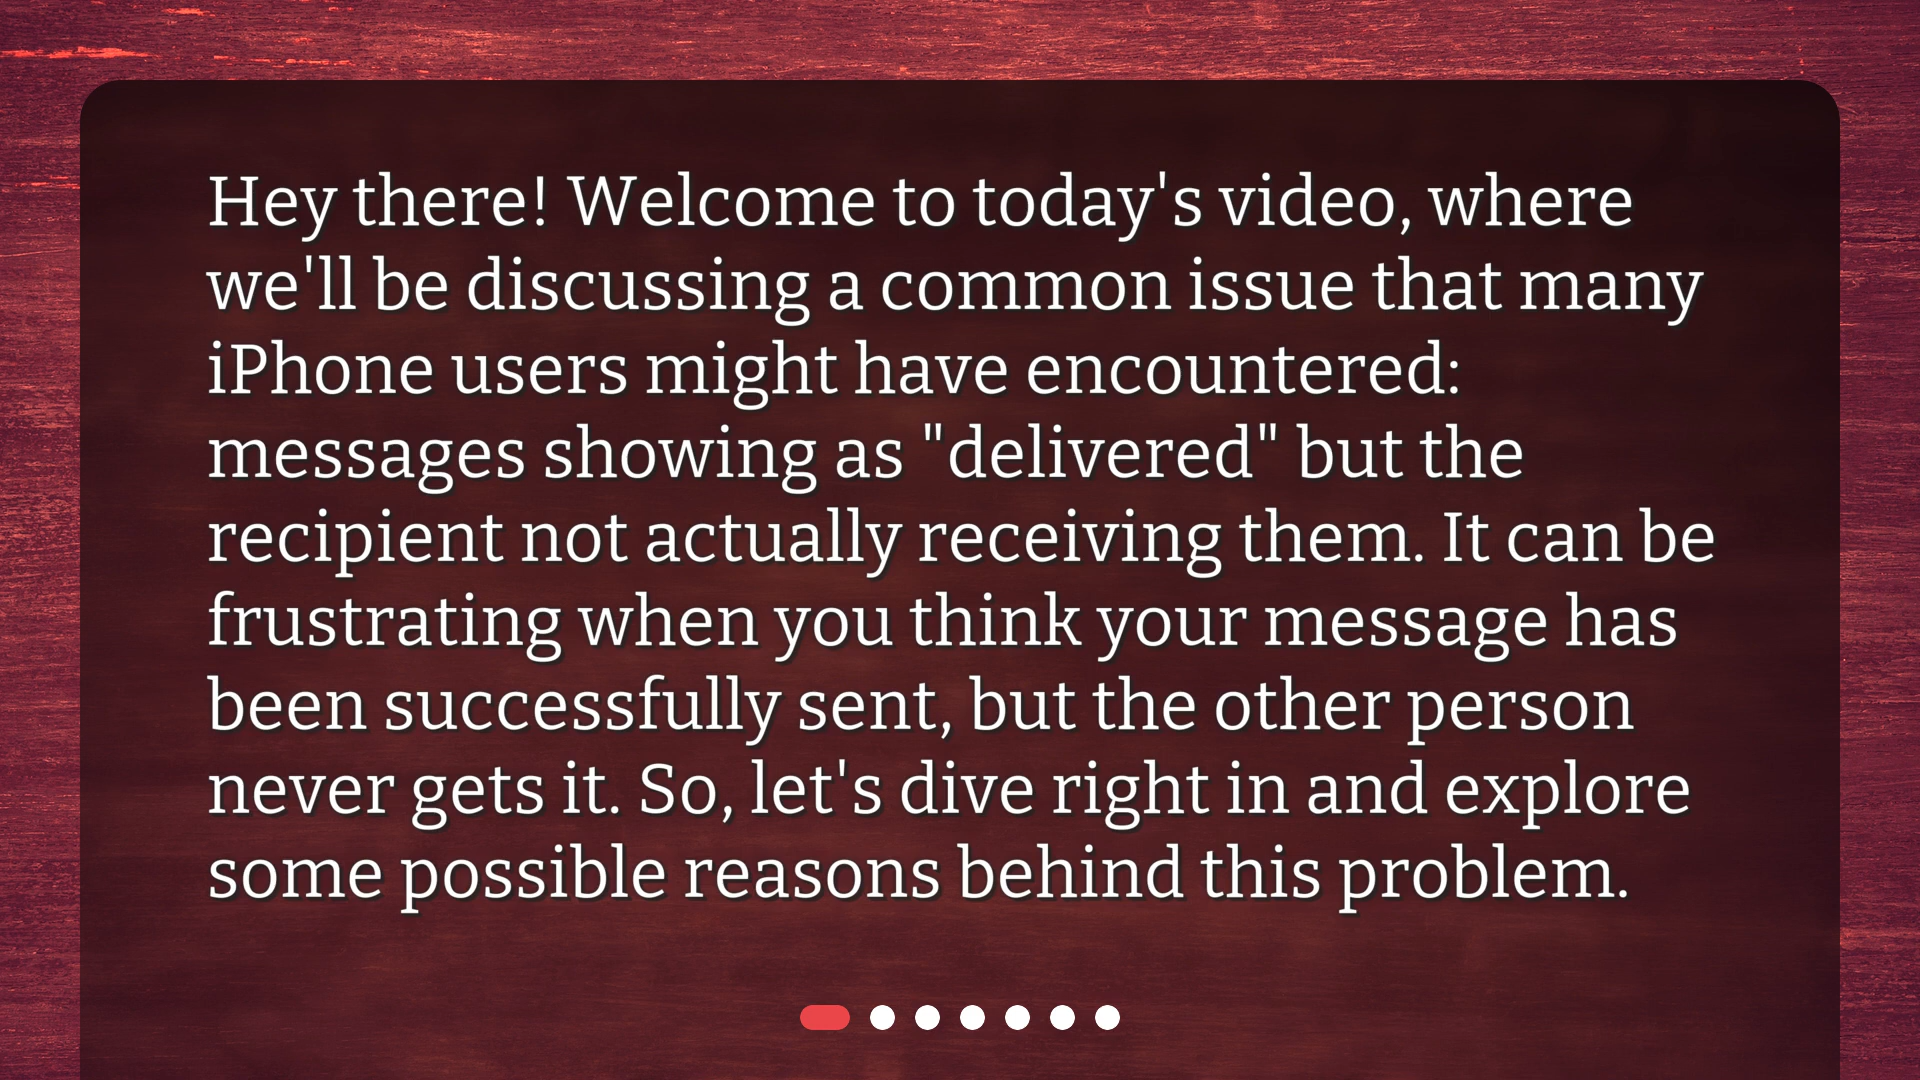 Hey there! Welcome to today's video, where
we'll be discussing a common issue that many
iPhone users might have encountered:
messages showing as "delivered" but the
recipient not actually receiving them. It can be
frustrating when you think your message has
been successfully sent, but the other person
never gets it. So, let's dive right in and explore
some possible reasons behind this problem.